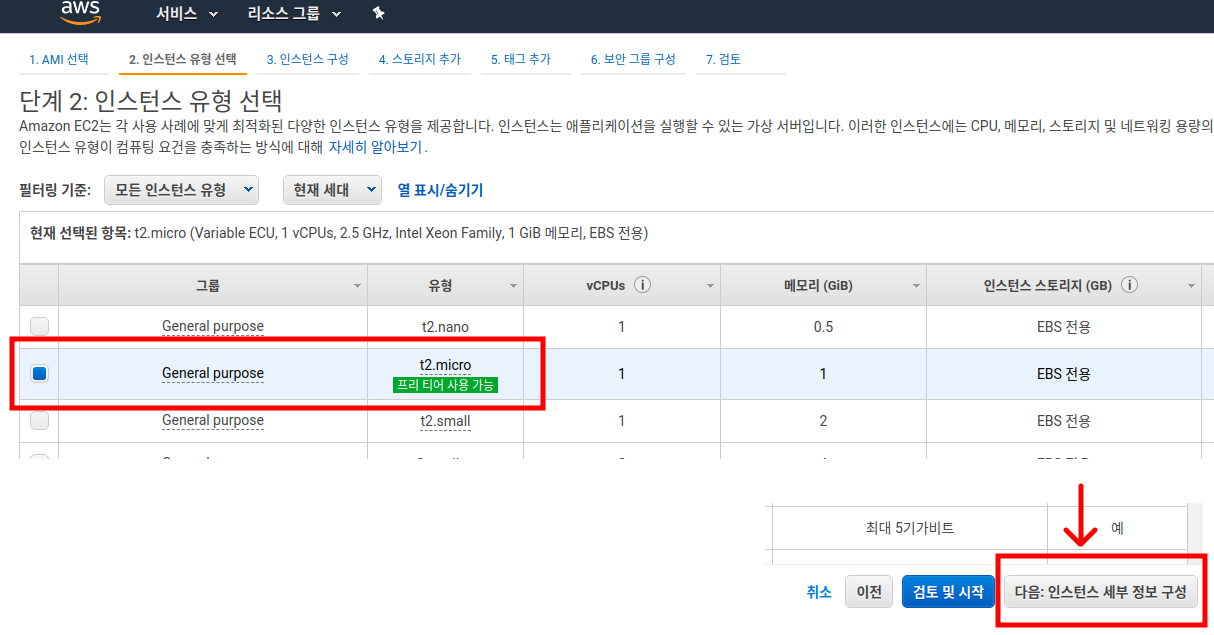 aws 서비스 리소스 그룹
1. AMI 선택 2. 인스턴스 유형 선택 3. 인스턴스 구성 4. 스토리지 추가 5. 태그 추가 6. 보안 그룹 구성 7. 검토
단계 2: 인스턴스 유형 선택
Amazon EC2는 각 사용 사례에 맞게 최적화된 다양한 인스턴스 유형을 제공합니다. 인스턴스는 애플리케이션을 실행할 수 있는 가상 서버입니다. 이러한 인스턴스에는 CPU, 메모리, 스토리지 및 네트워킹 용량의
인스턴스 유형이 컴퓨팅 요건을 충족하는 방식에 대해 자세히 알아보기.
필터링 기준: 모든 인스턴스 유형 현재 세대 열 표시/숨기기
현재 선택된 항목: t2.micro (Variable ECU, 1 vCPUs, 2.5 GHz, Intel Xeon Family, 1 GiB 메모리, EBS 전용)
그룹 유형 vCPUs i 메모리 (GiB) 인스턴스 스토리지 (GB) i
General purpose t2.nano 1 0.5 EBS 전용
General purpose t2.micro 1 1 EBS 전용
프리 티어 사용 가능
General purpose t2.small 1 2 EBS 전용
최대 5기가비트 예
취소 이전 검토 및 시작 다음: 인스턴스 세부 정보 구성